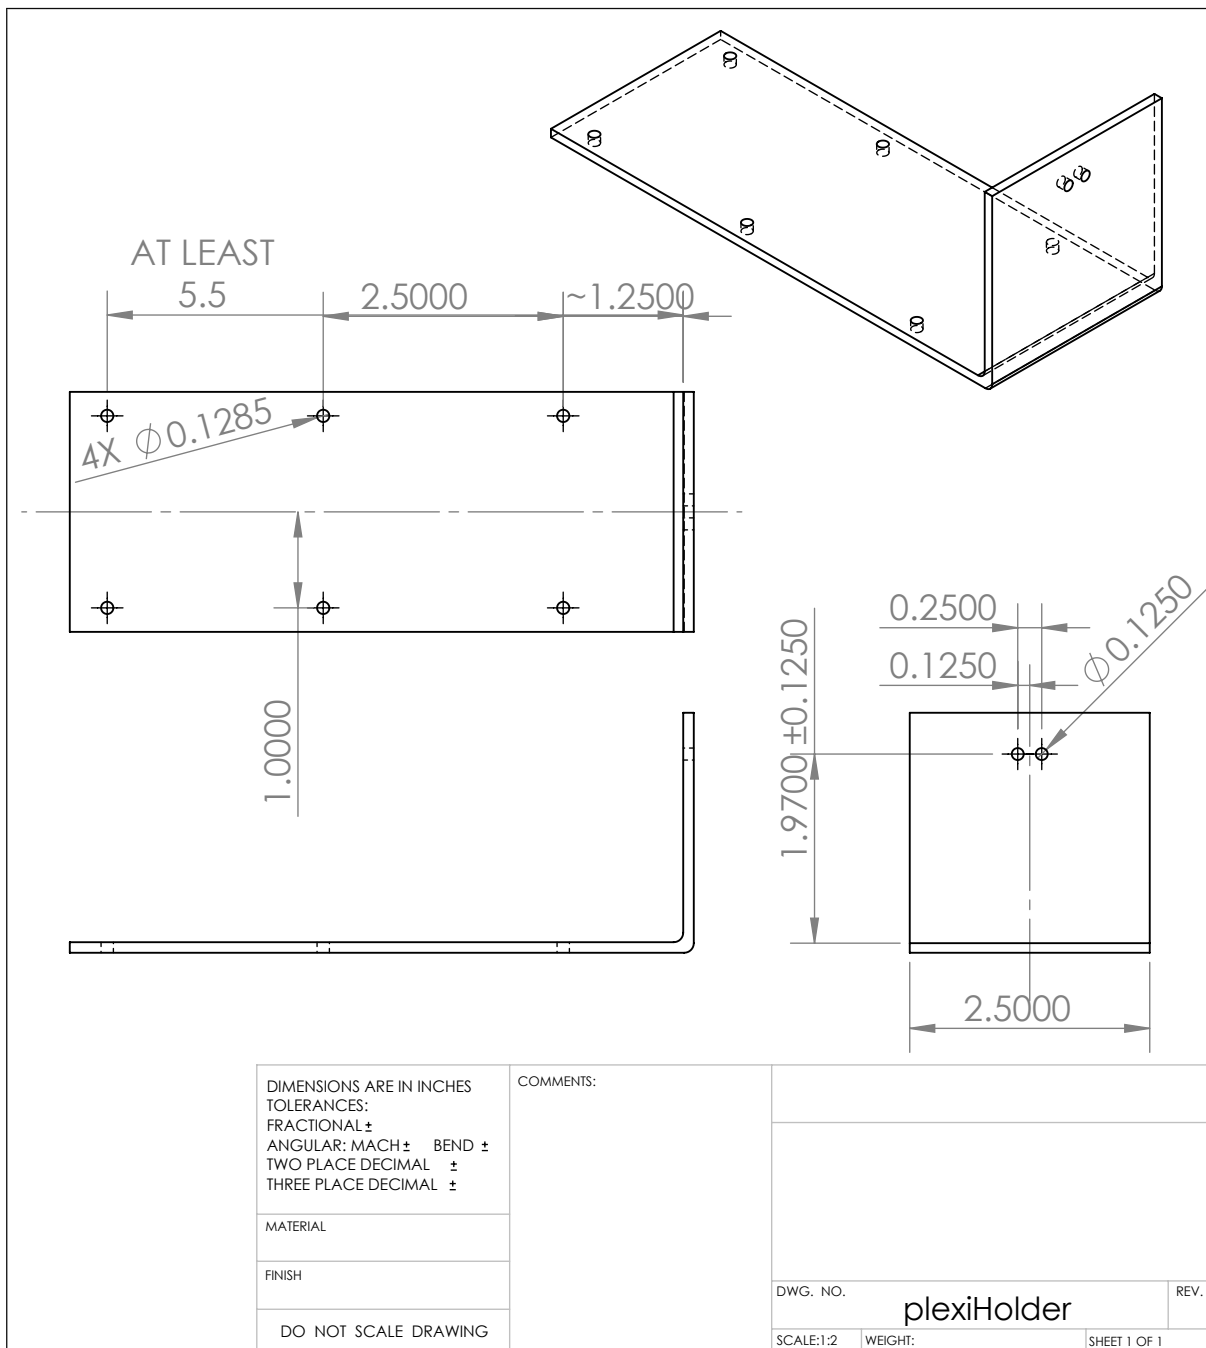 AT LEAST
5.5
2.5000
~1.2500
4X ∅0.1285
1.0000
0.2500
0.1250
∅0.1250
1.9700 ±0.1250
2.5000
DIMENSIONS ARE IN INCHES
TOLERANCES:
FRACTIONAL ±
ANGULAR: MACH ± BEND ±
TWO PLACE DECIMAL ±
THREE PLACE DECIMAL ±
MATERIAL
FINISH
DO NOT SCALE DRAWING
COMMENTS:
DWG. NO.
plexiHolder
REV.
SCALE:1:2
WEIGHT:
SHEET 1 OF 1